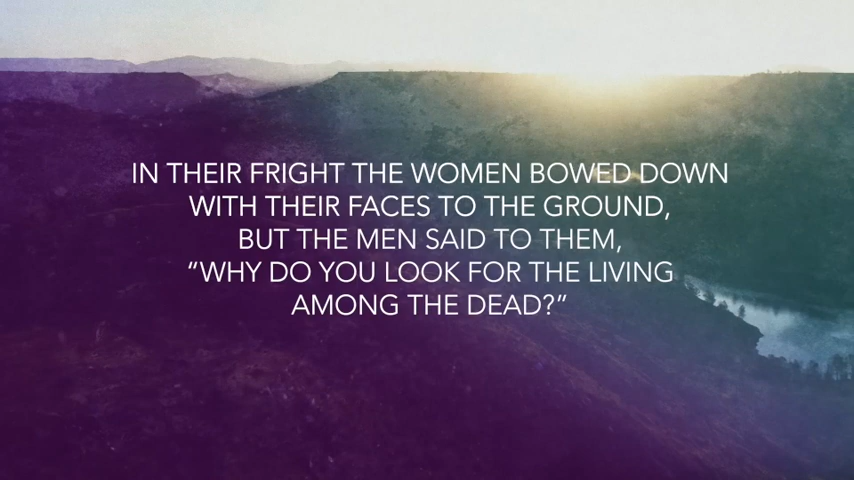 IN THEIR FRIGHT THE WOMEN BOWED DOWN
WITH THEIR FACES TO THE GROUND,
BUT THE MEN SAID TO THEM,
“WHY DO YOU LOOK FOR THE LIVING
AMONG THE DEAD?”